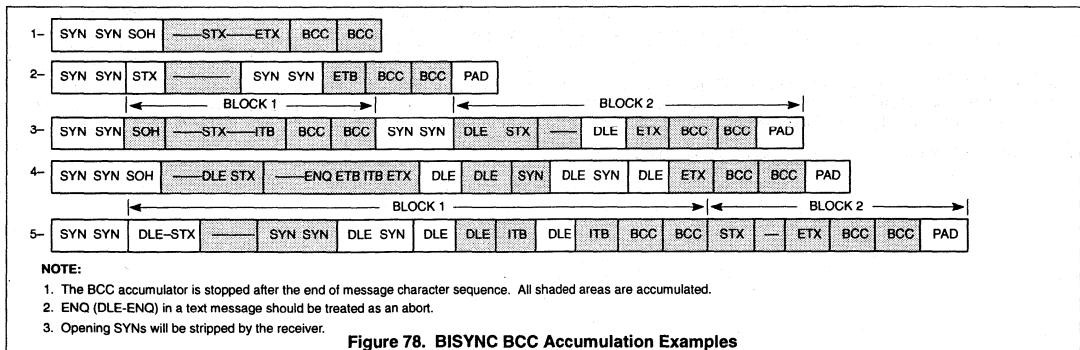 1– SYN SYN SOH ——STX——ETX BCC BCC
2– SYN SYN STX ———— SYN SYN ETB BCC BCC PAD
BLOCK 1 BLOCK 2
3– SYN SYN SOH ——STX——ITB BCC BCC SYN SYN DLE STX —— DLE ETX BCC BCC PAD
4– SYN SYN SOH ——DLE STX ——ENQ ETB ITB ETX DLE DLE SYN DLE SYN DLE ETX BCC BCC PAD
BLOCK 1 BLOCK 2
5– SYN SYN DLE–STX ———— SYN SYN DLE SYN DLE DLE ITB DLE ITB BCC BCC STX — ETX BCC BCC PAD
NOTE:
1. The BCC accumulator is stopped after the end of message character sequence. All shaded areas are accumulated.
2. ENQ (DLE-ENQ) in a text message should be treated as an abort.
3. Opening SYNs will be stripped by the receiver.
Figure 78. BISYNC BCC Accumulation Examples